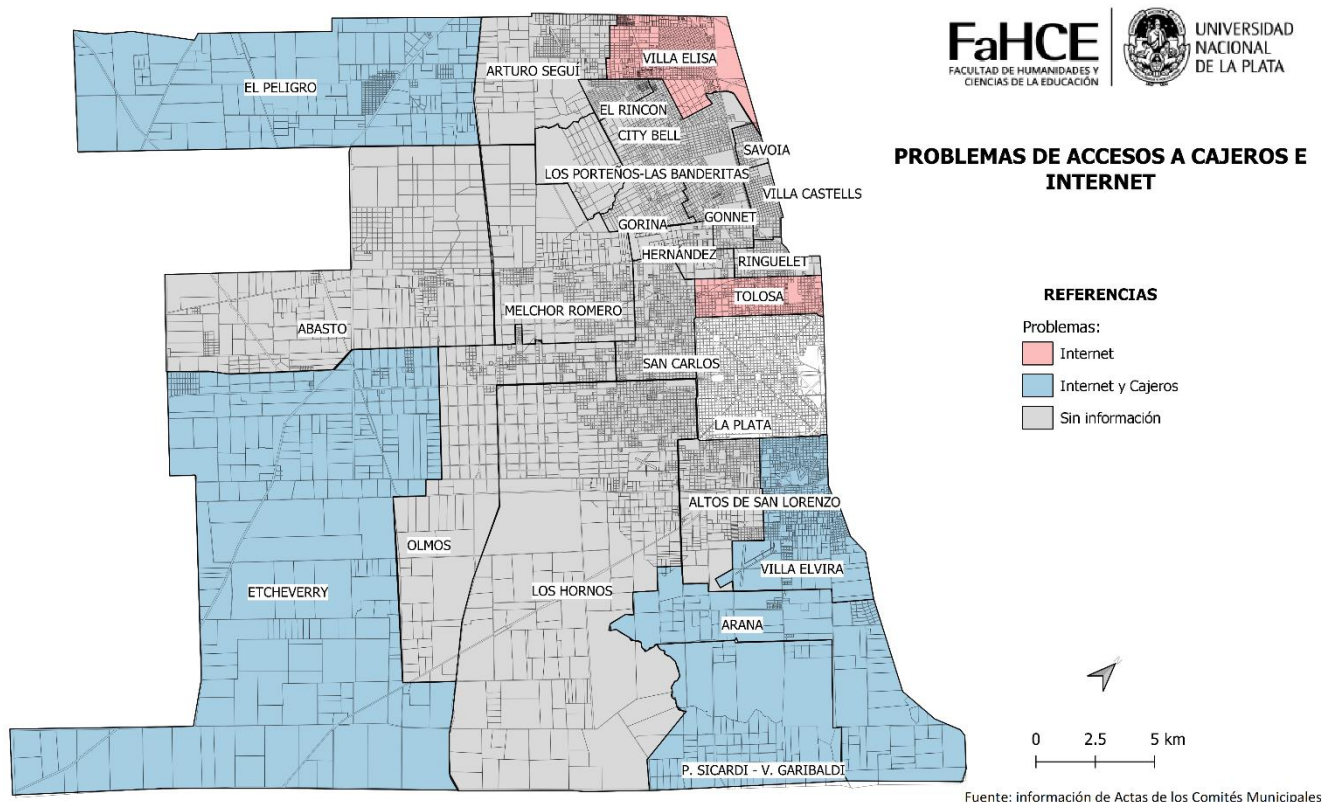 FaHCE
FACULTAD DE HUMANIDADES Y
CIENCIAS DE LA EDUCACIÓN
UNIVERSIDAD
NACIONAL
DE LA PLATA
PROBLEMAS DE ACCESOS A CAJEROS E
INTERNET
VILLA ELISA
ARTURO SEGUÍ
EL PELIGRO
EL RINCON
CITY BELL
SAVOIA
LOS PORTEÑOS-LAS BANDERITAS
VILLA CASTELLS
GONNET
GORINA
HERNÁNDEZ
RINGUELET
TOLOSA
MELCHOR ROMERO
ABASTO
SAN CARLOS
LA PLATA
ALTOS DE SAN LORENZO
OLMOS
VILLA ELVIRA
ETCHEVERRY
LOS HORNOS
ARANA
P. SICARDI - V. GARIBALDI
REFERENCIAS
Problemas:
Internet
Internet y Cajeros
Sin información
0 2.5 5 km
Fuente: información de Actas de los Comités Municipales